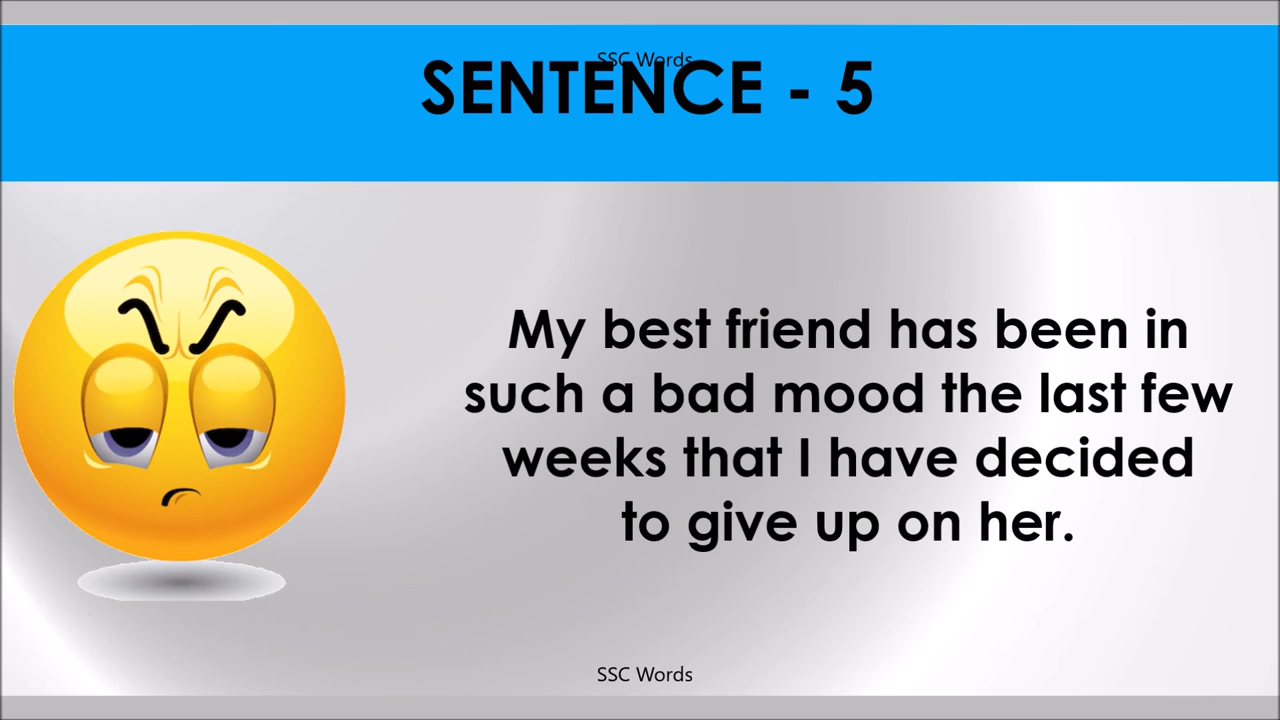 SSC Words
SENTENCE - 5
My best friend has been in
such a bad mood the last few
weeks that I have decided
to give up on her.
SSC Words